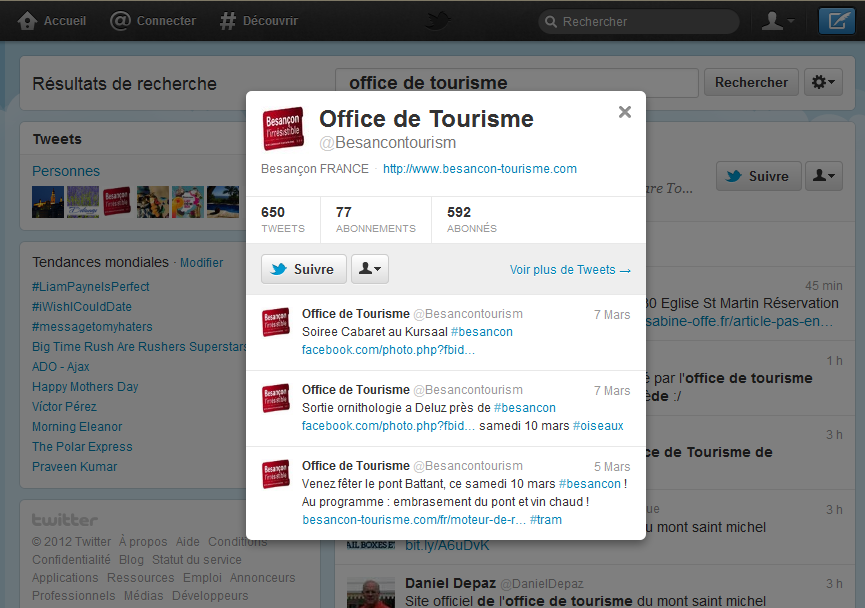 Accueil
Connecter
Découvrir
Rechercher
Résultats de recherche
office de tourisme
Rechercher
Tweets
Personnes
Tendances mondiales · Modifier
#LiamPayneIsPerfect
#iWishICouldDate
#messagetomyhaters
Big Time Rush Are Rushers Superstars
ADO - Ajax
Happy Mothers Day
Víctor Pérez
Morning Eleanor
The Polar Express
Praveen Kumar
twitter
© 2012 Twitter À propos Aide Conditions
Confidentialité Blog Statut du service
Applications Ressources Emploi Annonceurs
Professionnels Médias Développeurs
Besançon
l'irrésistible
Office de Tourisme
@Besancontourism
Besançon FRANCE · http://www.besancon-tourisme.com
650
TWEETS
77
ABONNEMENTS
592
ABONNÉS
Suivre
Voir plus de Tweets →
Office de Tourisme @Besancontourism 7 Mars
Soiree Cabaret au Kursaal #besancon
facebook.com/photo.php?fbid…
Office de Tourisme @Besancontourism 7 Mars
Sortie ornithologie a Deluz près de #besancon
facebook.com/photo.php?fbid… samedi 10 mars #oiseaux
Office de Tourisme @Besancontourism 5 Mars
Venez fêter le pont Battant, ce samedi 10 mars #besancon !
Au programme : embrasement du pont et vin chaud !
besancon-tourisme.com/fr/moteur-de-r… #tram
Suivre
are To...
45 min
30 Eglise St Martin Réservation
sabine-offe.fr/article-pas-en…
1 h
é par l'office de tourisme
ède :/
3 h
ce de Tourisme de
3 h
ue
du mont saint michel
bit.ly/A6uDvK
Daniel Depaz @DanielDepaz 3 h
Site officiel de l'office de tourisme du mont saint michel